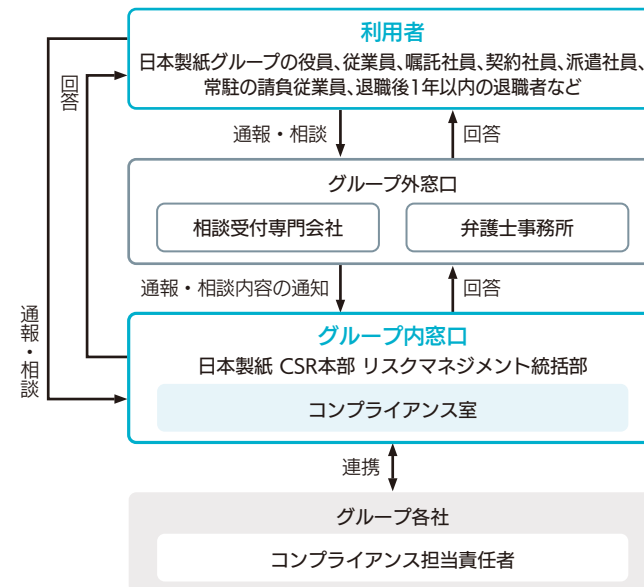 利用者
日本製紙グループの役員、従業員、嘱託社員、契約社員、派遣社員、
常駐の請負従業員、退職後1年以内の退職者など
回答
通報・相談
通報・相談
回答
グループ外窓口
相談受付専門会社
弁護士事務所
通報・相談内容の通知
回答
グループ内窓口
日本製紙 CSR本部 リスクマネジメント統括部
コンプライアンス室
連携
グループ各社
コンプライアンス担当責任者